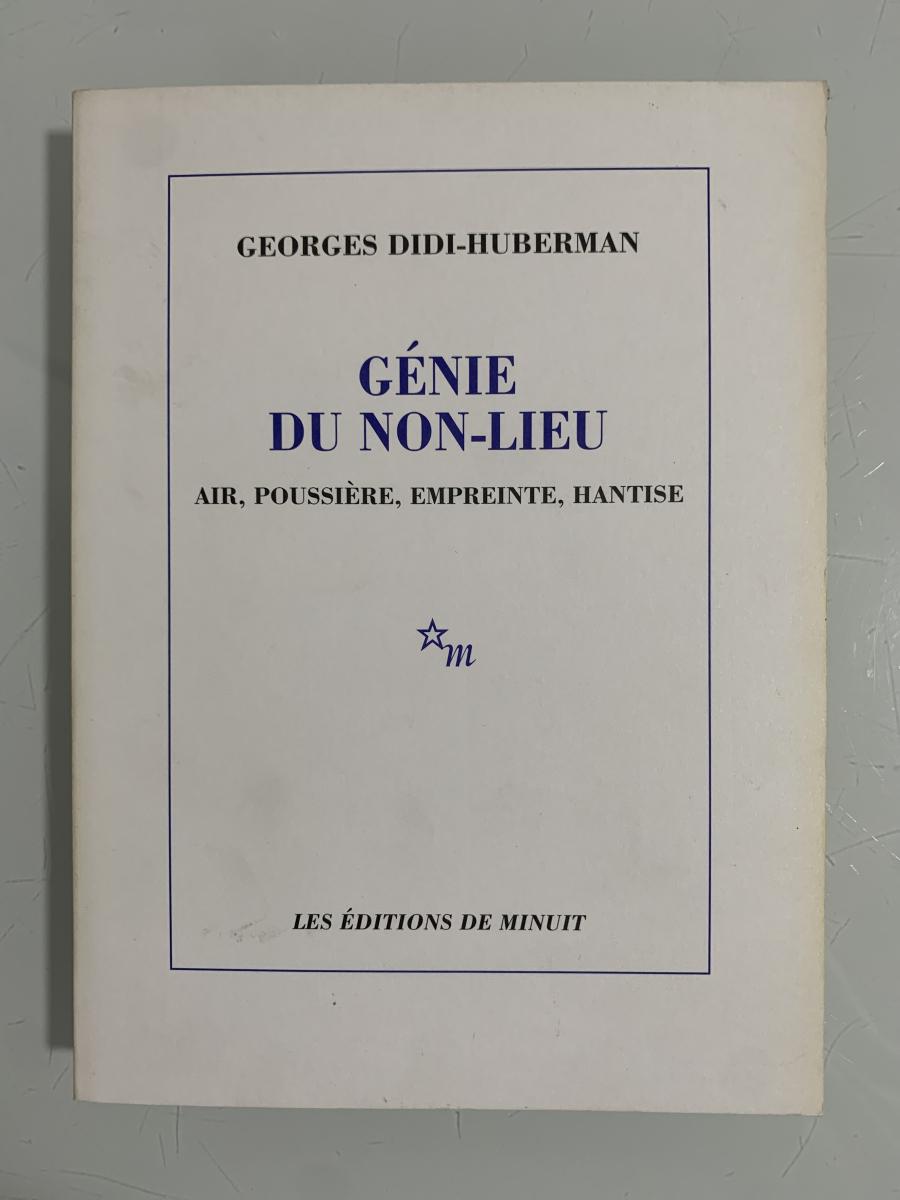 GEORGES DIDI-HUBERMAN
GÉNIE
DU NON-LIEU
AIR, POUSSIÈRE, EMPREINTE, HANTISE
m
LES ÉDITIONS DE MINUIT